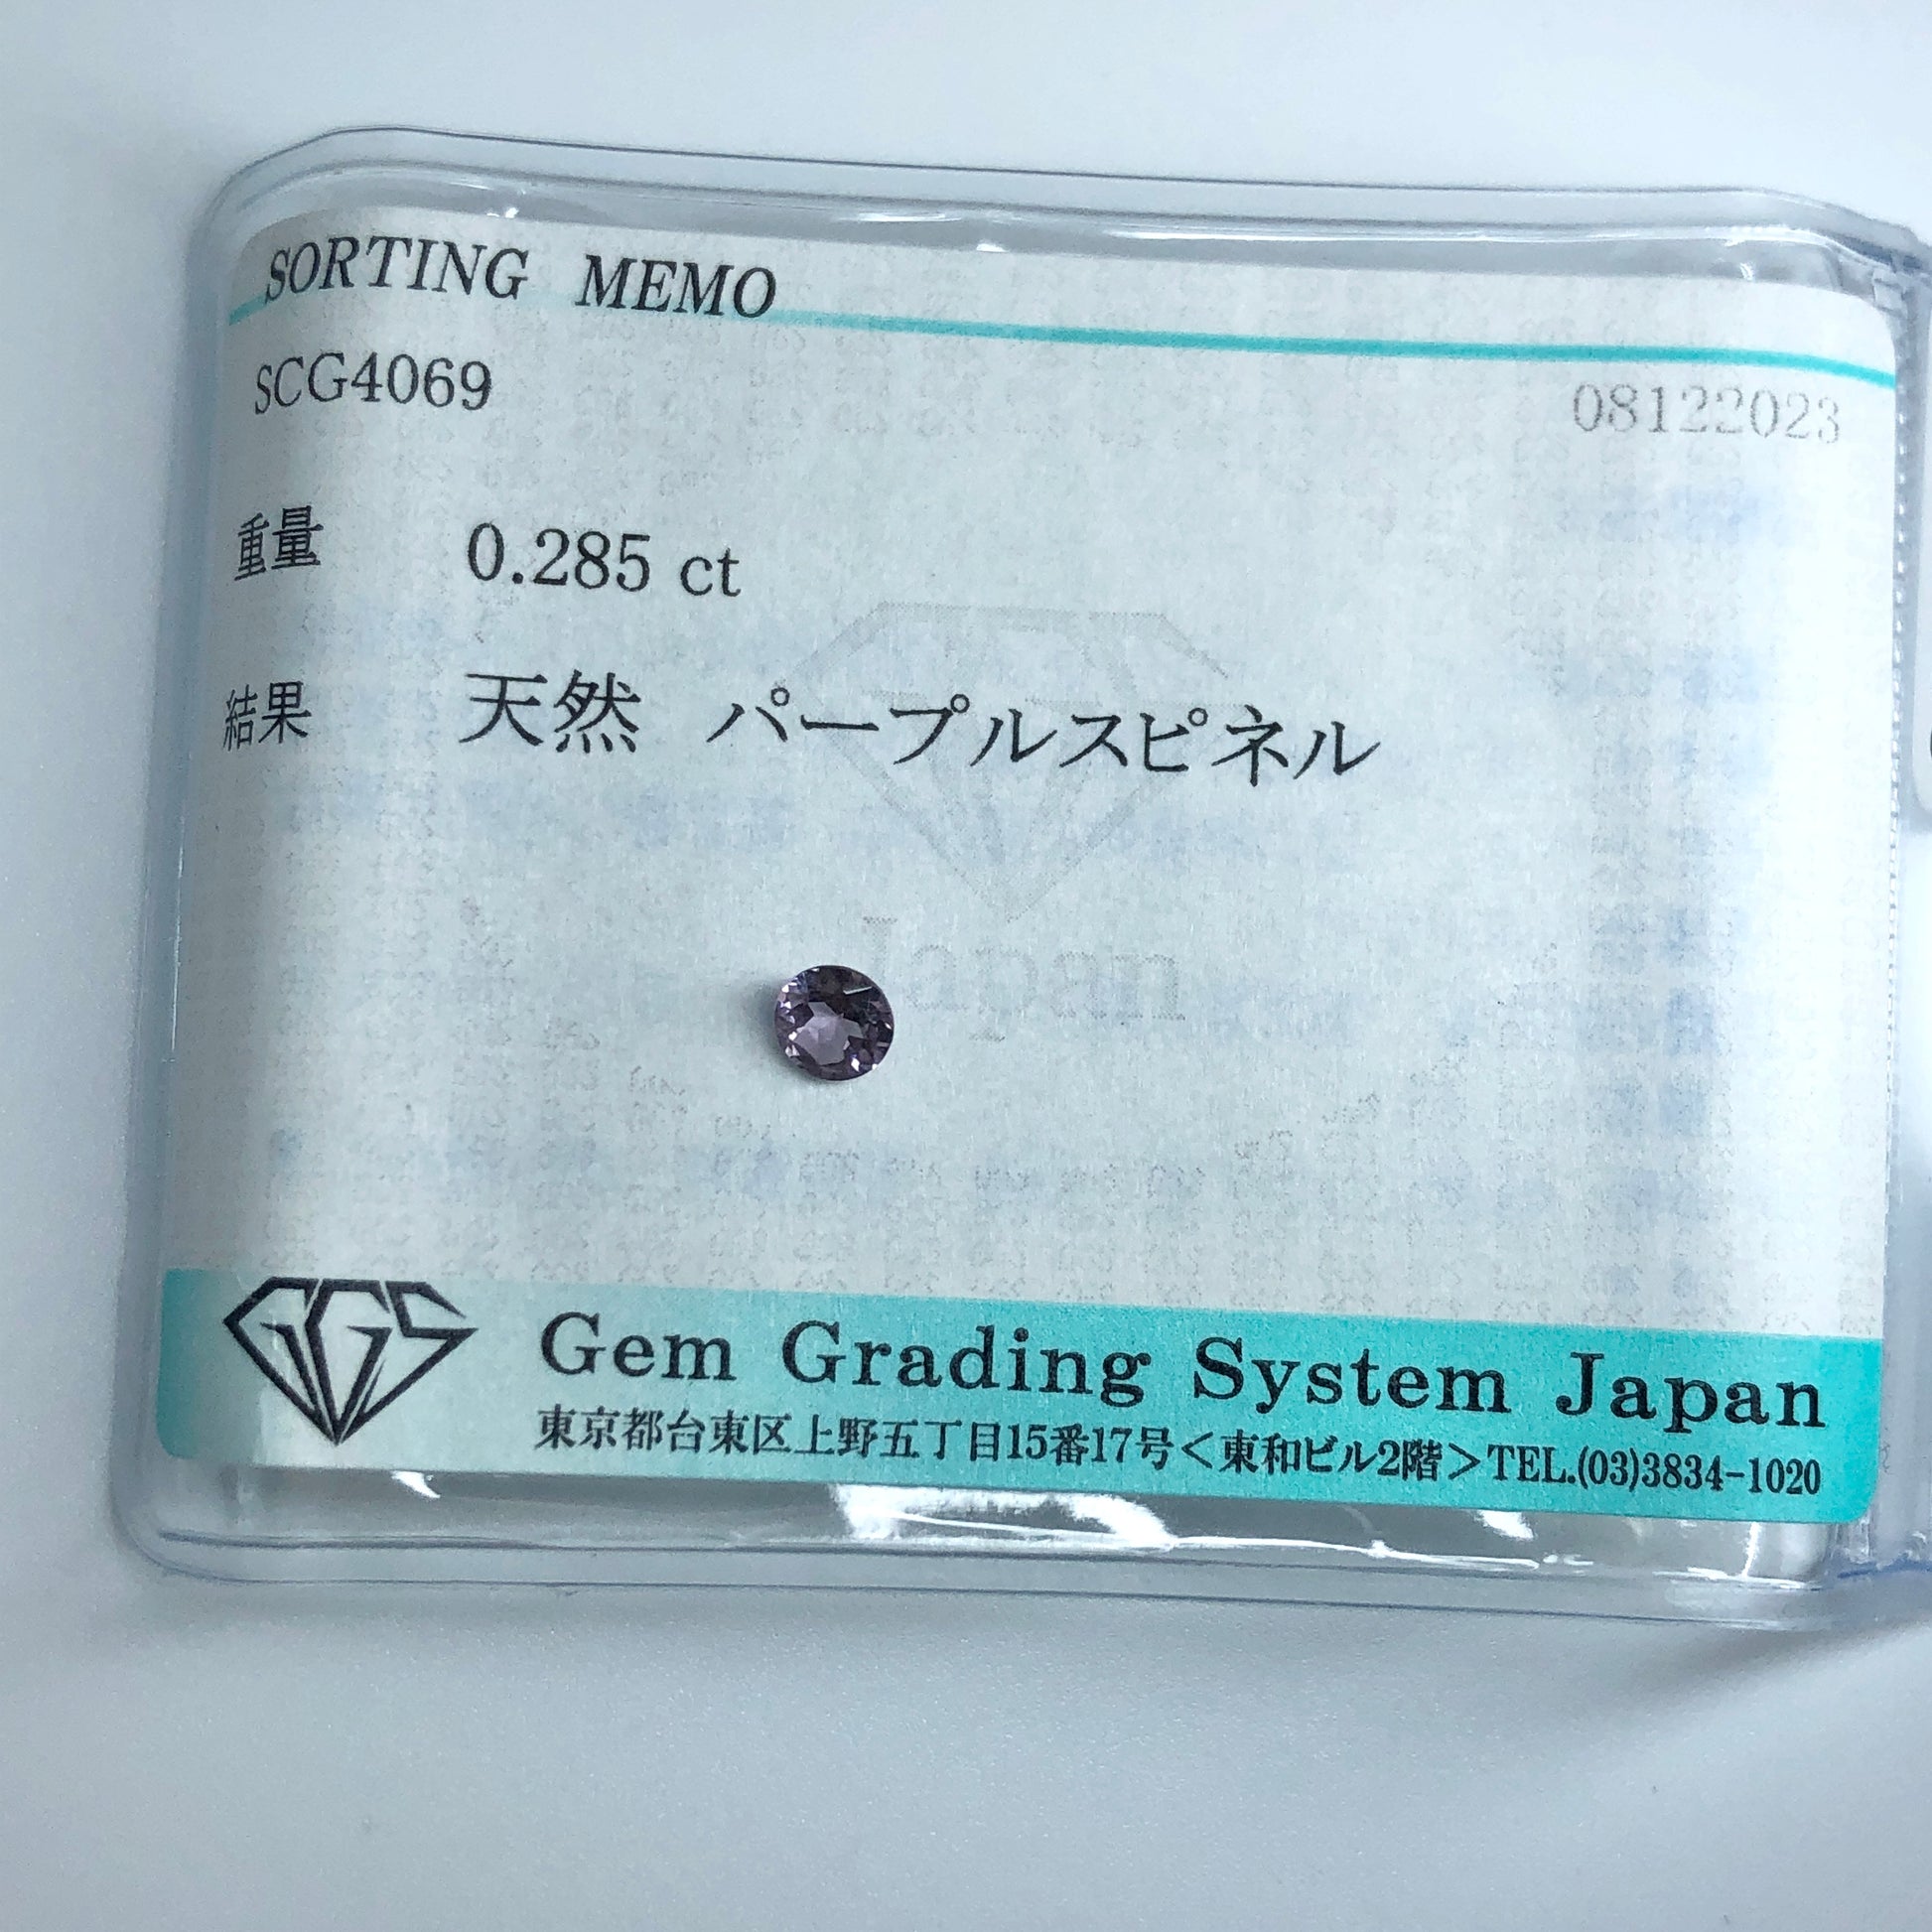 SORTING MEMO
SCG4069
08122023
重量 0.285 ct
結果 天然 パープルスピネル
Japan
GGS
Gem Grading System Japan
東京都台東区上野五丁目15番17号＜東和ビル2階＞TEL.(03)3834-1020